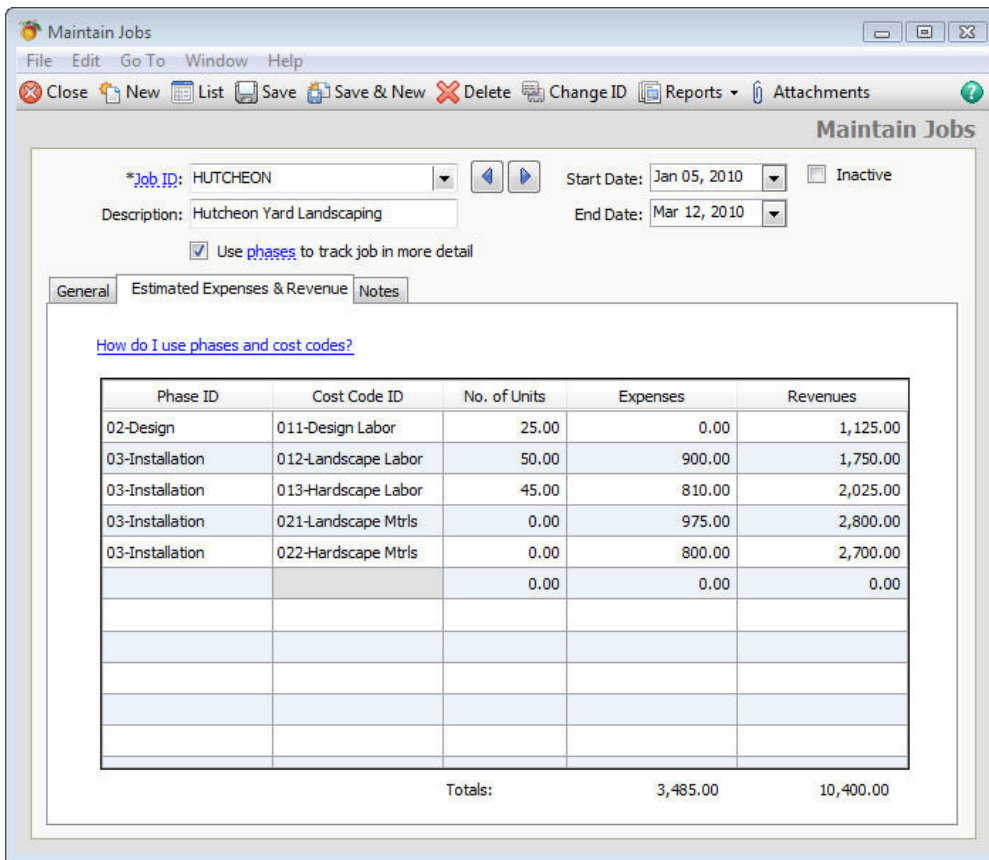 Maintain Jobs
File Edit Go To Window Help
Close New List Save Save & New Delete Change ID Reports Attachments
Maintain Jobs
*Job ID: HUTCHEON Start Date: Jan 05, 2010 Inactive
Description: Hutcheon Yard Landscaping End Date: Mar 12, 2010
Use phases to track job in more detail
General Estimated Expenses & Revenue Notes
How do I use phases and cost codes?
Phase ID Cost Code ID No. of Units Expenses Revenues
02-Design 011-Design Labor 25.00 0.00 1,125.00
03-Installation 012-Landscape Labor 50.00 900.00 1,750.00
03-Installation 013-Hardscape Labor 45.00 810.00 2,025.00
03-Installation 021-Landscape Mtrls 0.00 975.00 2,800.00
03-Installation 022-Hardscape Mtrls 0.00 800.00 2,700.00
0.00 0.00 0.00
Totals: 3,485.00 10,400.00